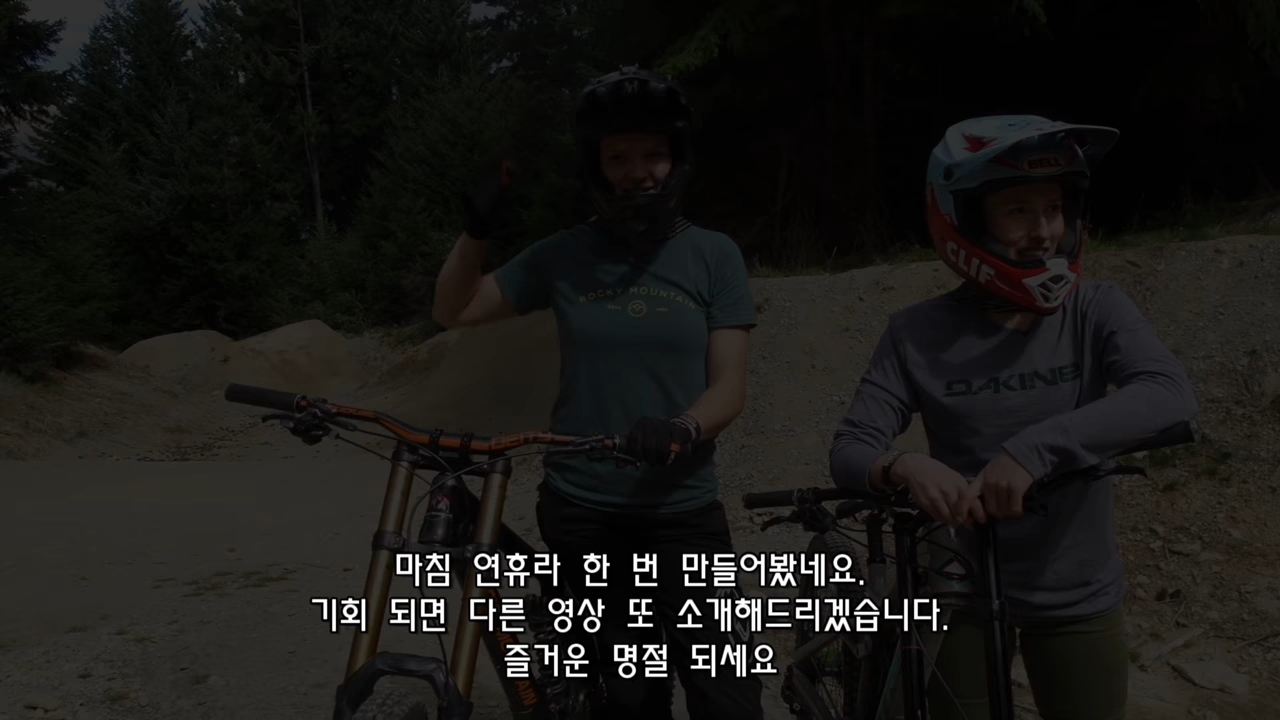 BELL
CLIF
ROCKY MOUNTAIN
DAKINE
마침 연휴라 한 번 만들어봤네요.
기회 되면 다른 영상 또 소개해드리겠습니다.
즐거운 명절 되세요